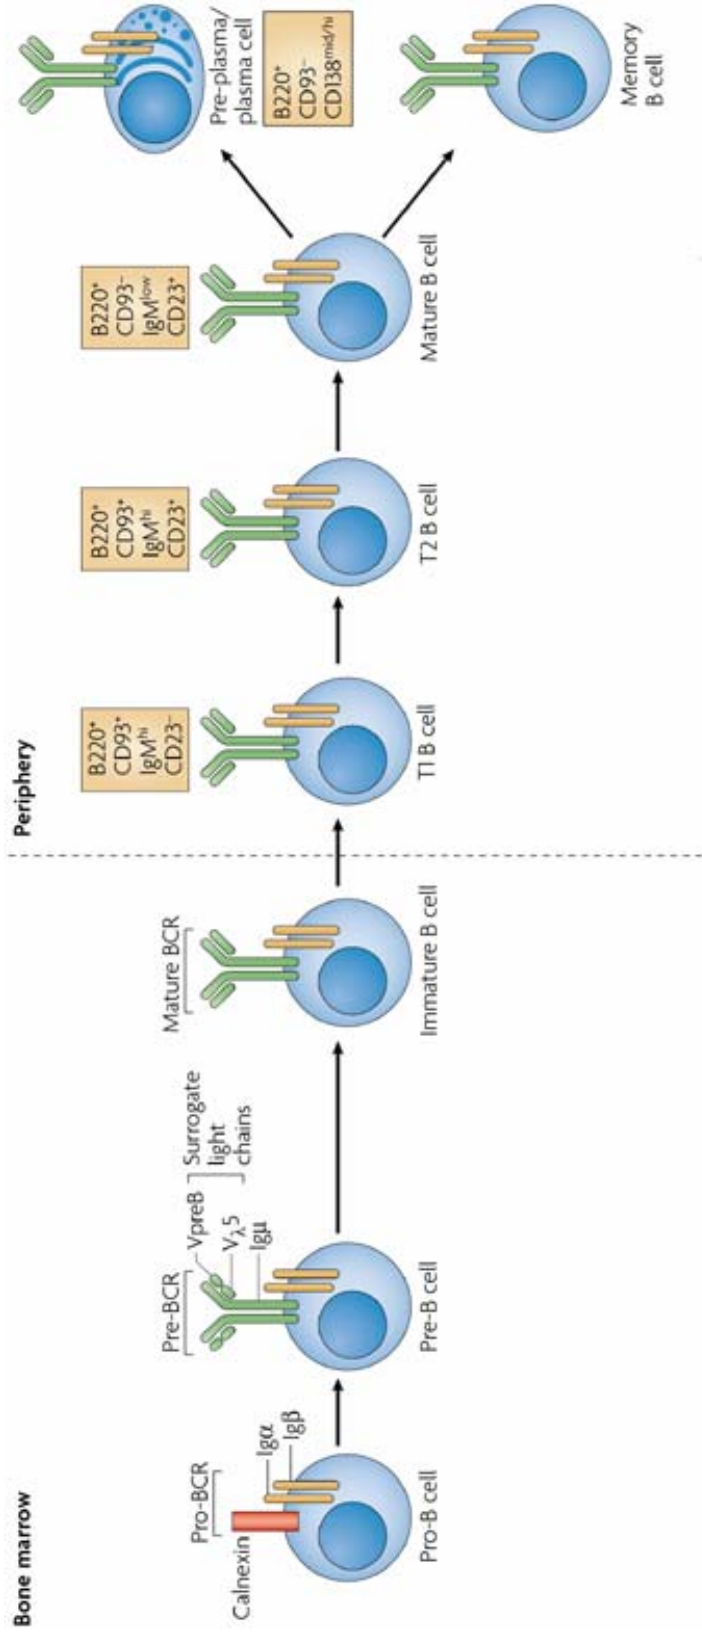 Bone marrow
Periphery
Pro-BCR
Calnexin
Igα
Igβ
Pro-B cell
Pre-BCR
VpreB
Vλ5
Igμ
Surrogate
light
chains
Pre-B cell
Mature BCR
Immature B cell
B220⁺
CD93⁺
IgMʰⁱ
CD23⁻
T1 B cell
B220⁺
CD93⁺
IgMʰⁱ
CD23⁺
T2 B cell
B220⁺
CD93⁻
IgMˡᵒʷ
CD23⁺
Mature B cell
Pre-plasma/
plasma cell
B220⁺
CD93⁻
CD138ᵐⁱᵈ/ʰⁱ
Memory
B cell